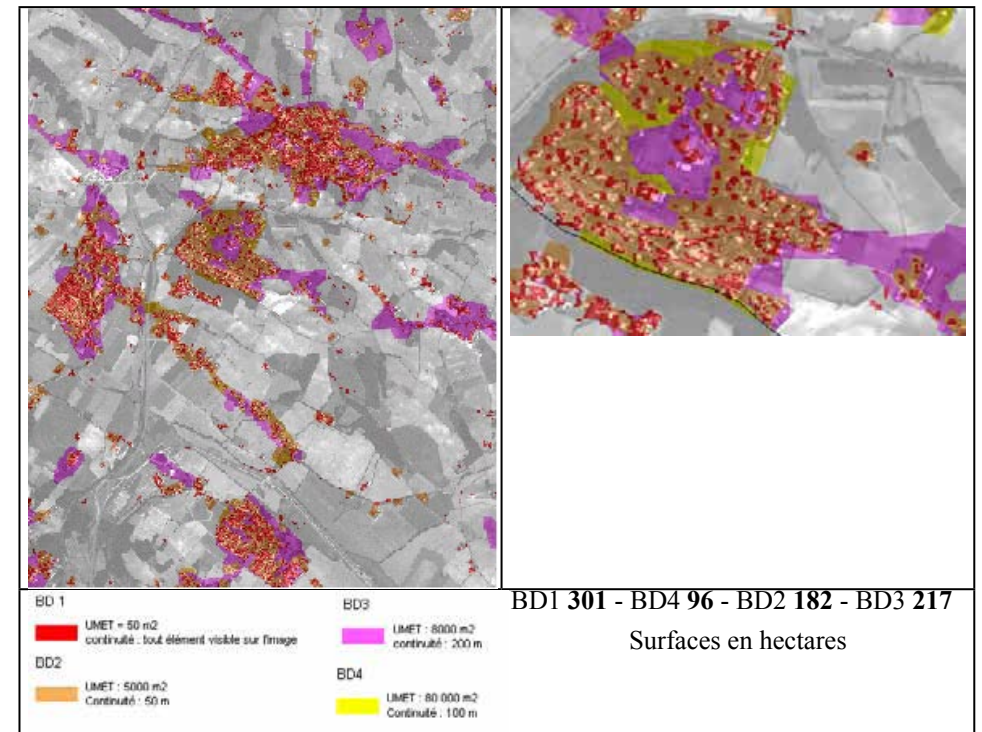 BD 1
UMET = 50 m2
continuité : tout élément visible sur l'image
BD2
UMET : 5000 m2
Continuité : 50 m
BD3
UMET : 8000 m2
continuité : 200 m
BD4
UMET : 80 000 m2
Continuité : 100 m
BD1 301 - BD4 96 - BD2 182 - BD3 217
Surfaces en hectares